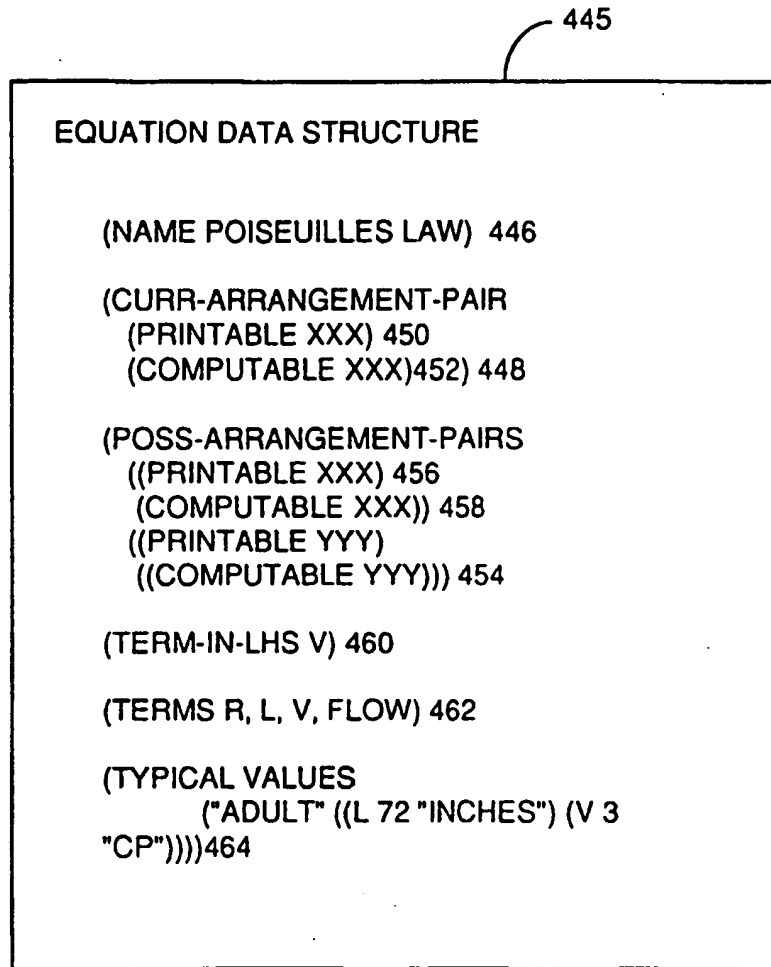 445
EQUATION DATA STRUCTURE
(NAME POISEUILLES LAW) 446
(CURR-ARRANGEMENT-PAIR
(PRINTABLE XXX) 450
(COMPUTABLE XXX)452) 448
(POSS-ARRANGEMENT-PAIRS
((PRINTABLE XXX) 456
(COMPUTABLE XXX)) 458
((PRINTABLE YYY)
((COMPUTABLE YYY))) 454
(TERM-IN-LHS V) 460
(TERMS R, L, V, FLOW) 462
(TYPICAL VALUES
("ADULT" ((L 72 "INCHES") (V 3
"CP"))))464